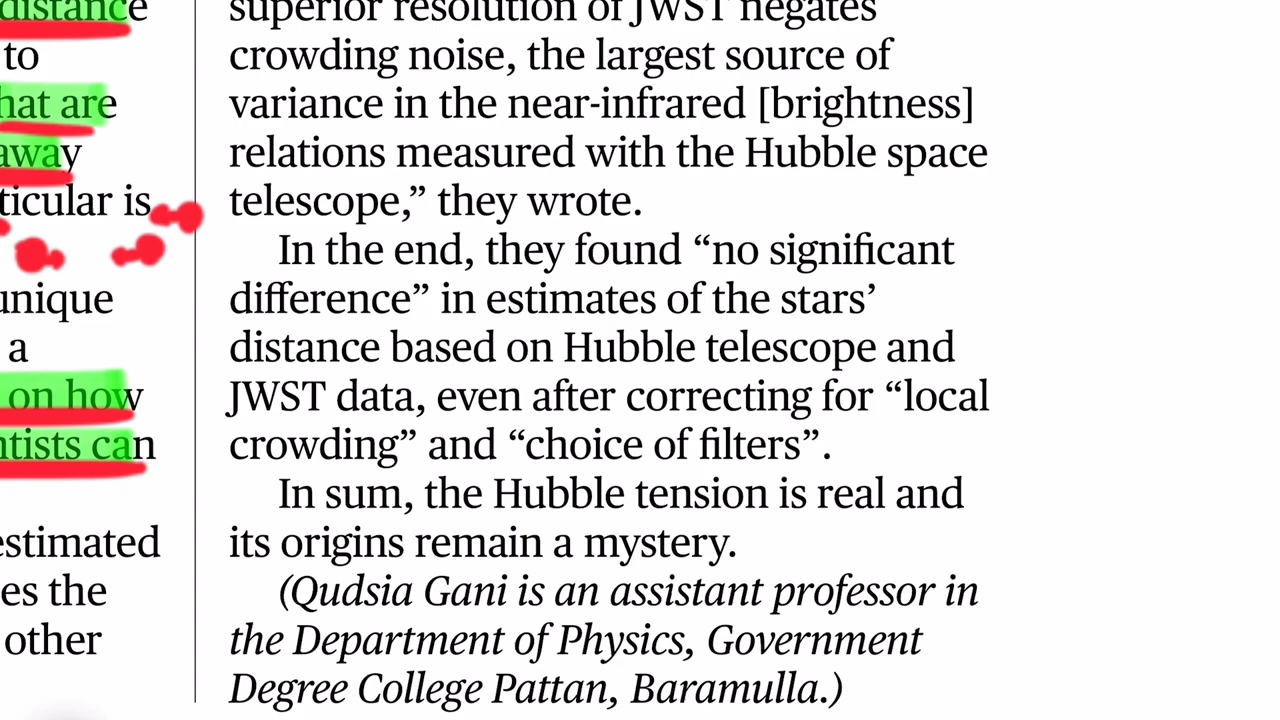 distance
to
hat are
away
ticular is
unique
a
on how
ntists can
estimated
es the
other
superior resolution of JWST negates
crowding noise, the largest source of
variance in the near-infrared [brightness]
relations measured with the Hubble space
telescope,” they wrote.
In the end, they found “no significant
difference” in estimates of the stars’
distance based on Hubble telescope and
JWST data, even after correcting for “local
crowding” and “choice of filters”.
In sum, the Hubble tension is real and
its origins remain a mystery.
(Qudsia Gani is an assistant professor in
the Department of Physics, Government
Degree College Pattan, Baramulla.)